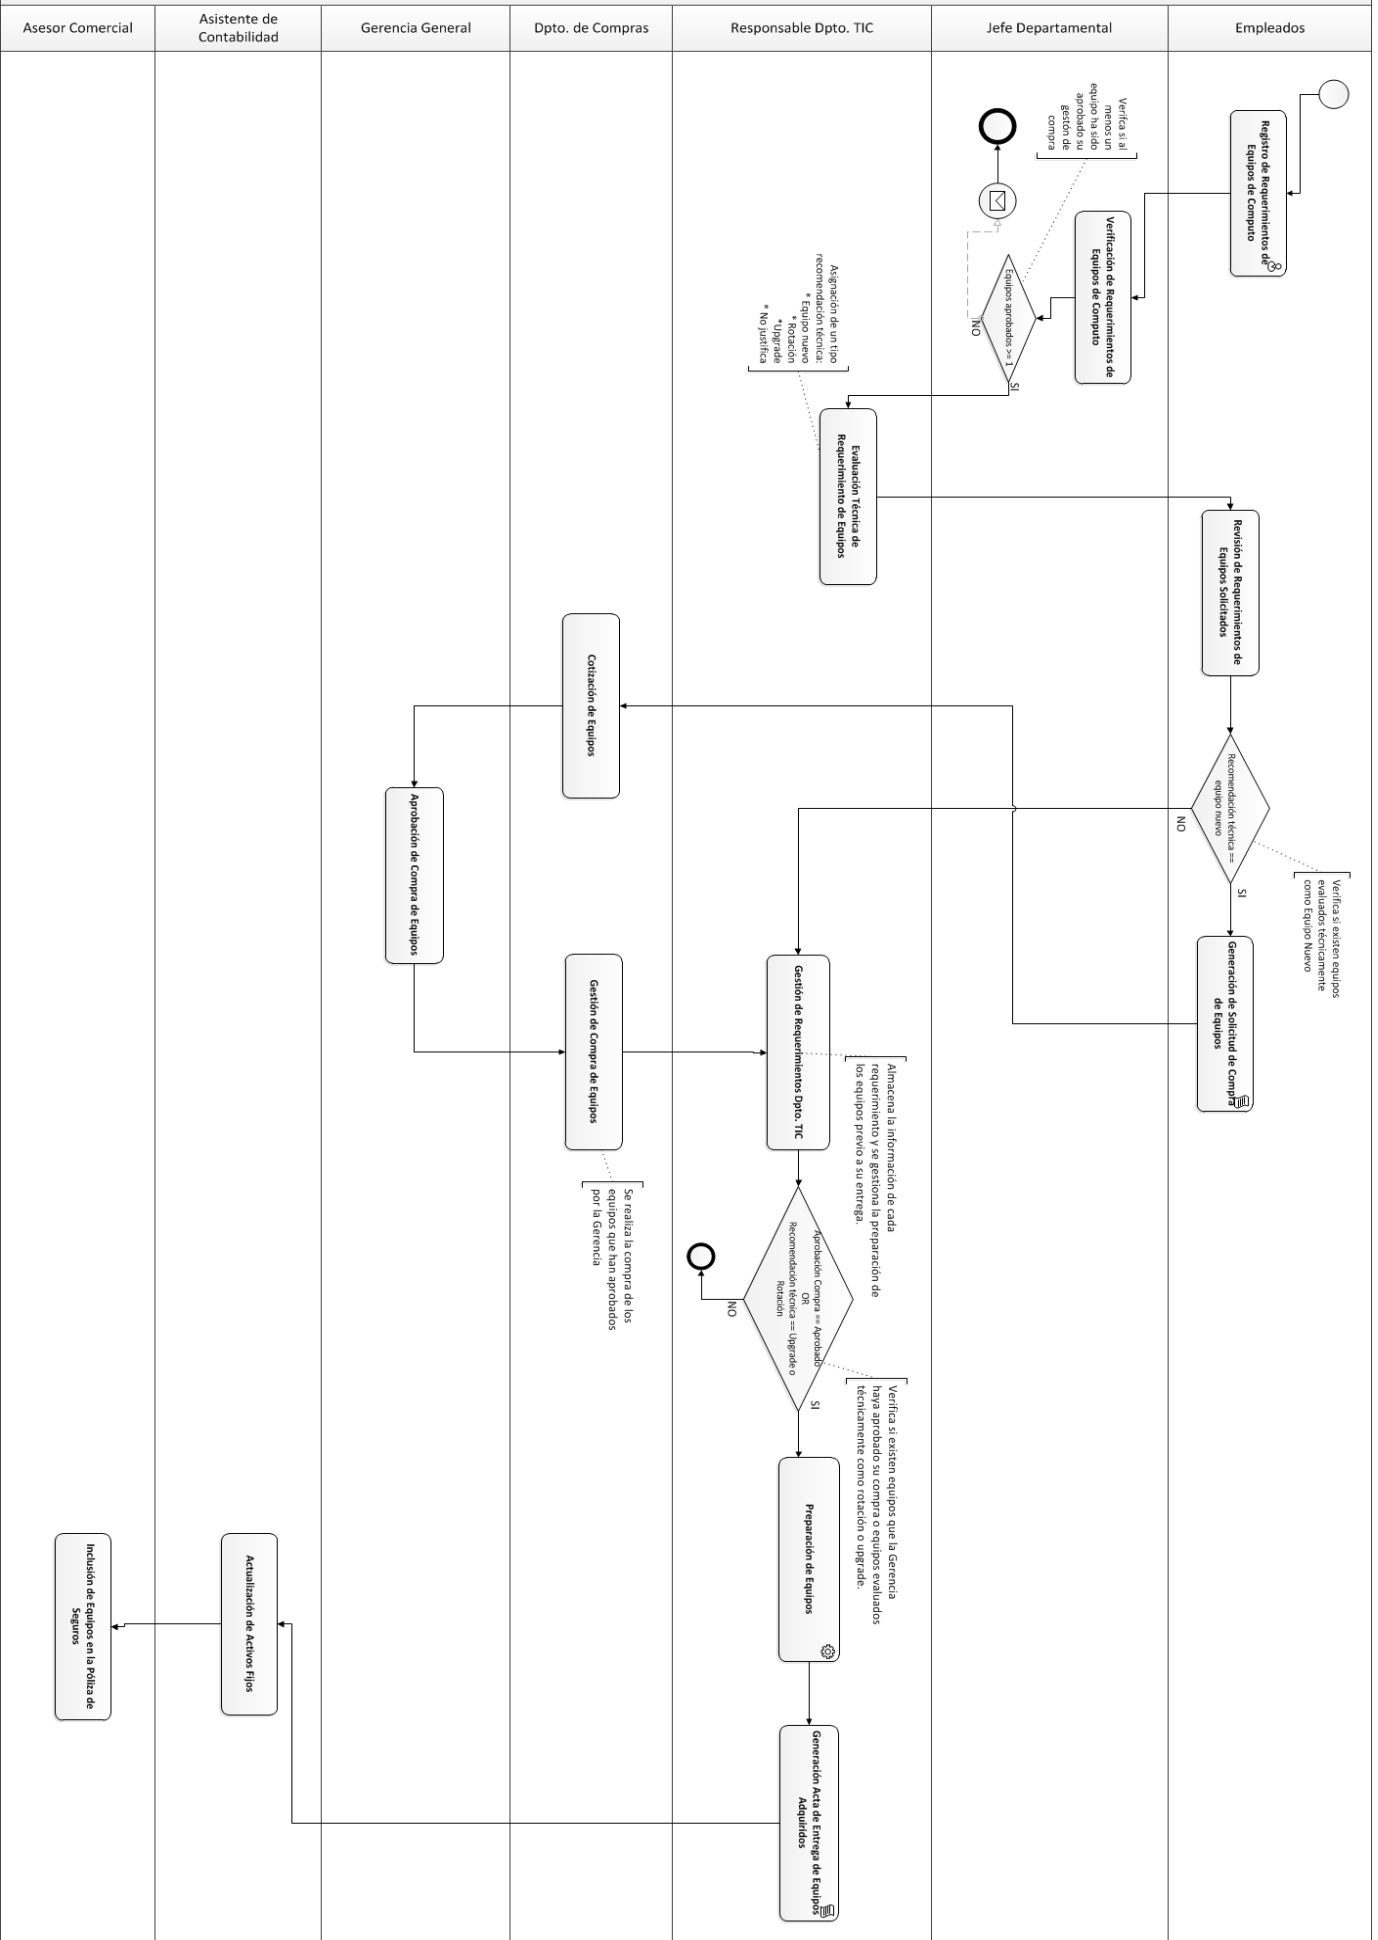 Asesor Comercial
Asistente de
Contabilidad
Gerencia General
Dpto. de Compras
Responsable Dpto. TIC
Jefe Departamental
Empleados
Registro de Requerimientos de
Equipos de Computo
Verifca si al
menos un
equipo ha sido
aprobado su
gestón de
compra
Verificación de Requerimientos de
Equipos de Computo
Equipos aprobados >= 1
NO
SI
Asignación de un tipo
recomendación técnica:
* Equipo nuevo
* Rotación
*Upgrade
* No justifica
Evaluación Técnica de
Requerimiento de Equipos
Revisión de Requerimientos de
Equipos Solicitados
Recomendación técnica ==
equipo nuevo
NO
SI
Verifica si existen equipos
evaluados técnicamente
como Equipo Nuevo
Generación de Solicitud de Compra
de Equipos
Cotización de Equipos
Aprobación de Compra de Equipos
Gestión de Compra de Equipos
Se realiza la compra de los
equipos que han aprobados
por la Gerencia
Gestión de Requerimientos Dpto. TIC
Almacena la información de cada
requerimiento y se gestiona la preparación de
los equipos previo a su entrega.
Aprobación Compra == Aprobado
OR
Recomendación técnica == Upgrade o
Rotación
NO
SI
Verifica si existen equipos que la Gerencia
haya aprobado su compra o equipos evaluados
técnicamente como rotación o upgrade.
Preparación de Equipos
Generación Acta de Entrega de Equipos
Adquiridos
Actualización de Activos Fijos
Inclusión de Equipos en la Póliza de
Seguros